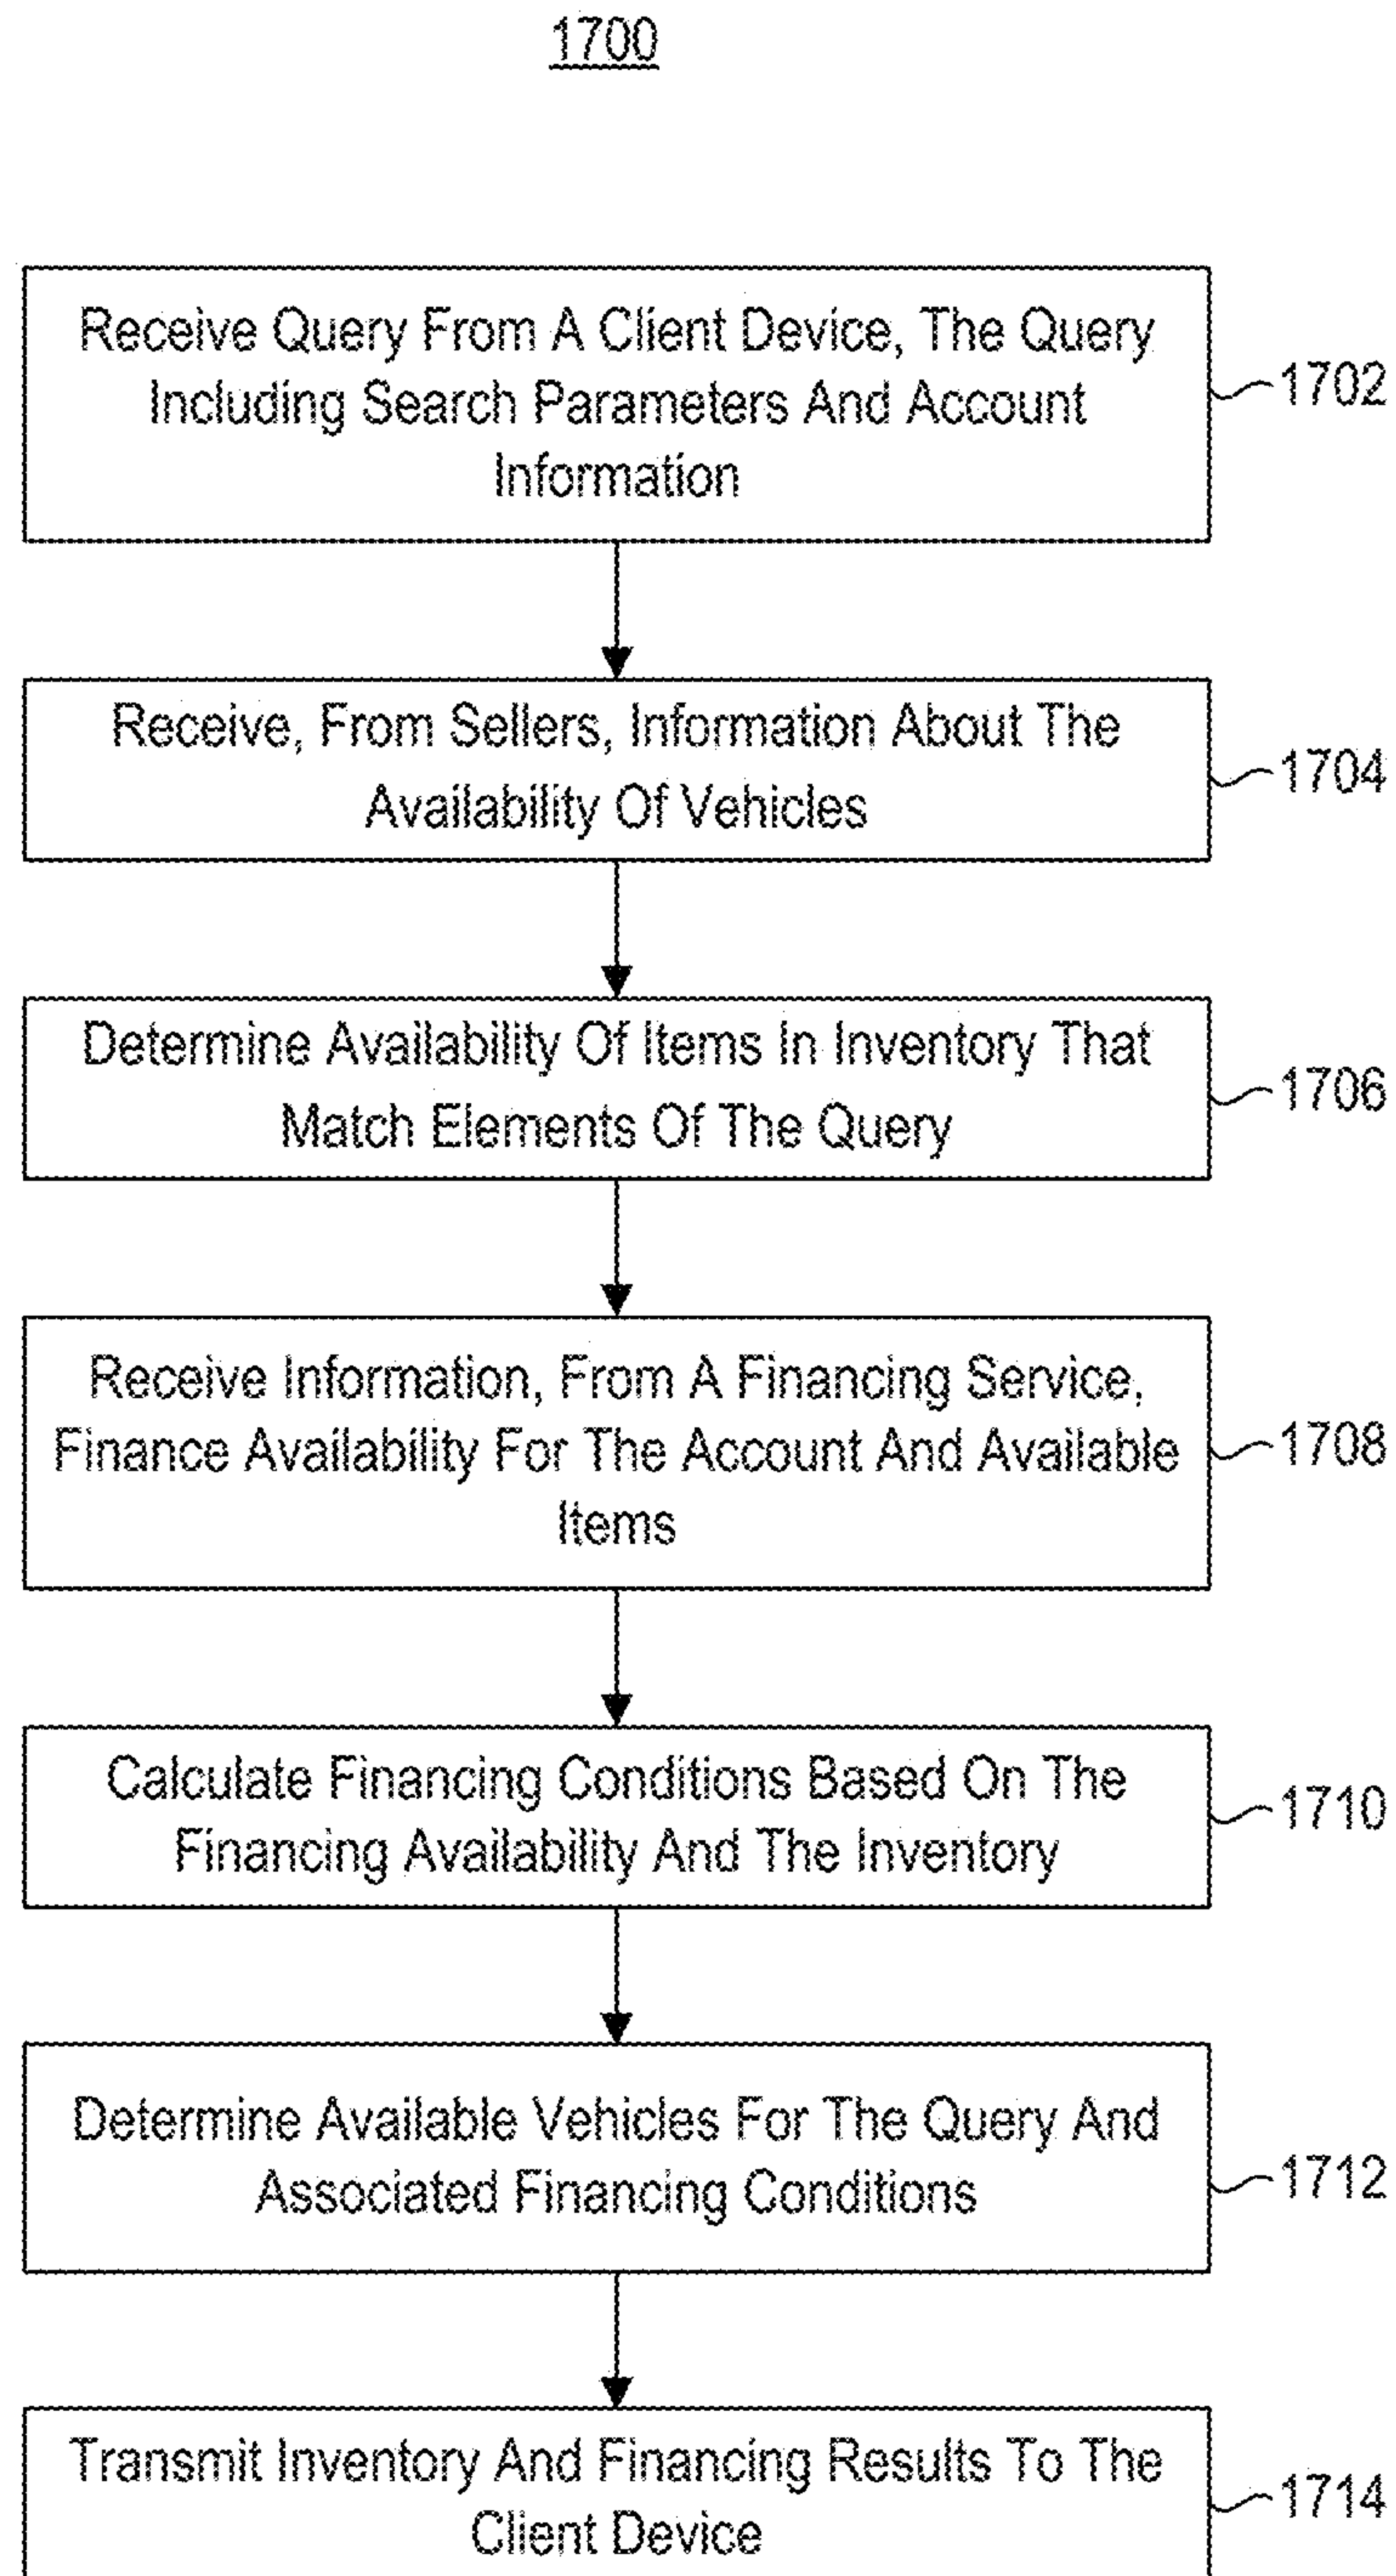 1700
Receive Query From A Client Device, The Query
Including Search Parameters And Account
Information
1702
Receive, From Sellers, Information About The
Availability Of Vehicles
1704
Determine Availability Of Items In Inventory That
Match Elements Of The Query
1706
Receive Information, From A Financing Service,
Finance Availability For The Account And Available
Items
1708
Calculate Financing Conditions Based On The
Financing Availability And The Inventory
1710
Determine Available Vehicles For The Query And
Associated Financing Conditions
1712
Transmit Inventory And Financing Results To The
Client Device
1714